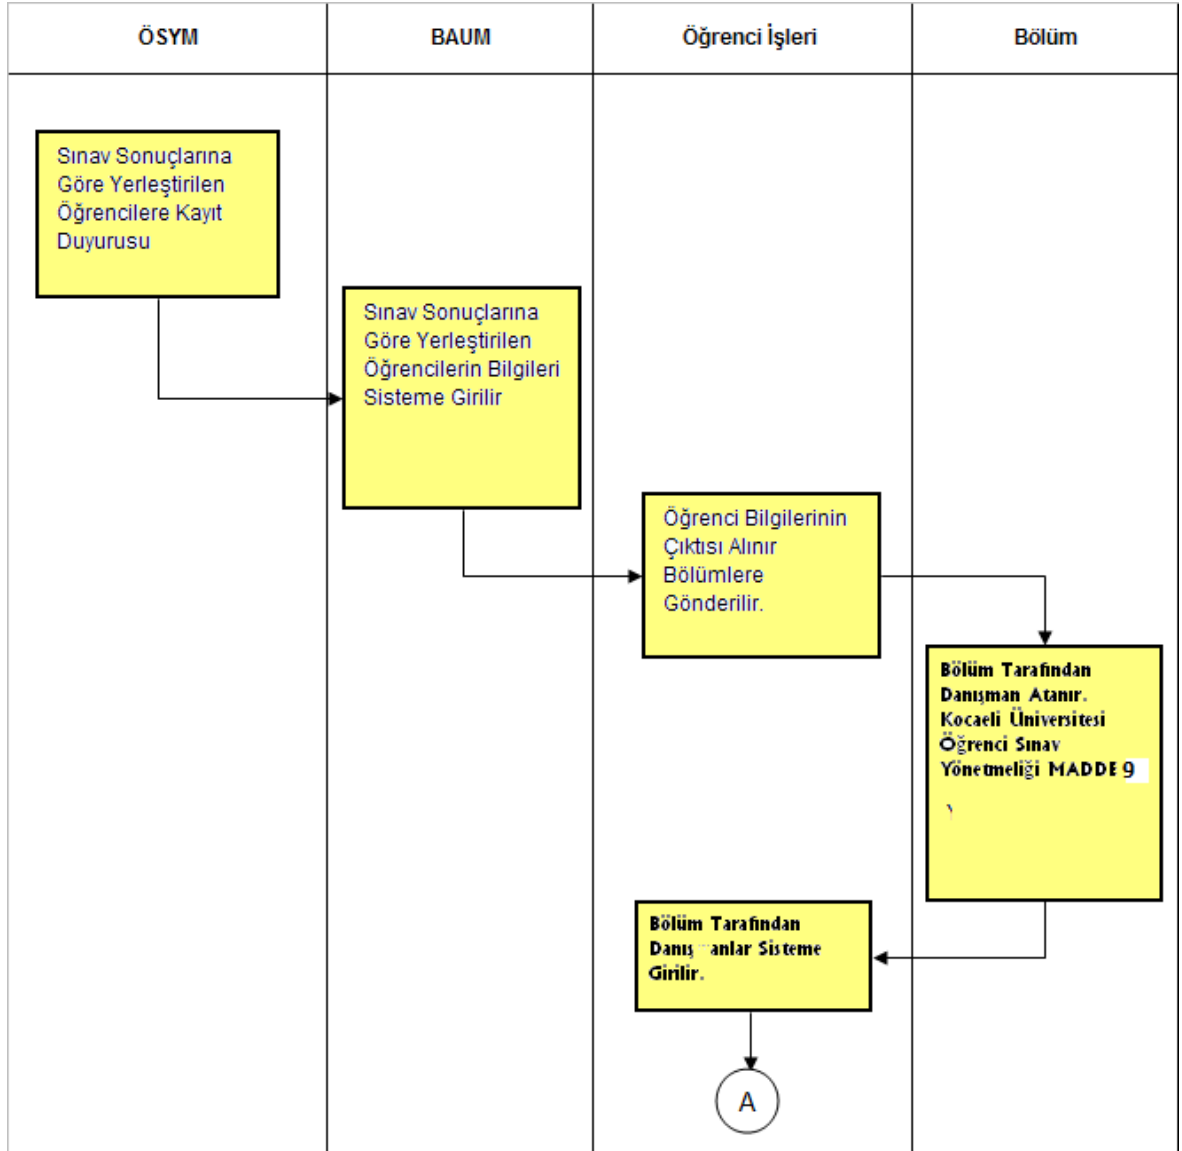 ÖSYM
BAUM
Öğrenci İşleri
Bölüm
Sınav Sonuçlarına
Göre Yerleştirilen
Öğrencilere Kayıt
Duyurusu
Sınav Sonuçlarına
Göre Yerleştirilen
Öğrencilerin Bilgileri
Sisteme Girilir
Öğrenci Bilgilerinin
Çıktısı Alınır
Bölümlere
Gönderilir.
Bölüm Tarafından
Danışman Atanır.
Kocaeli Üniversitesi
Öğrenci Sınav
Yönetmeliği MADDE 9
Bölüm Tarafından
Sisteme
Girilir.
A